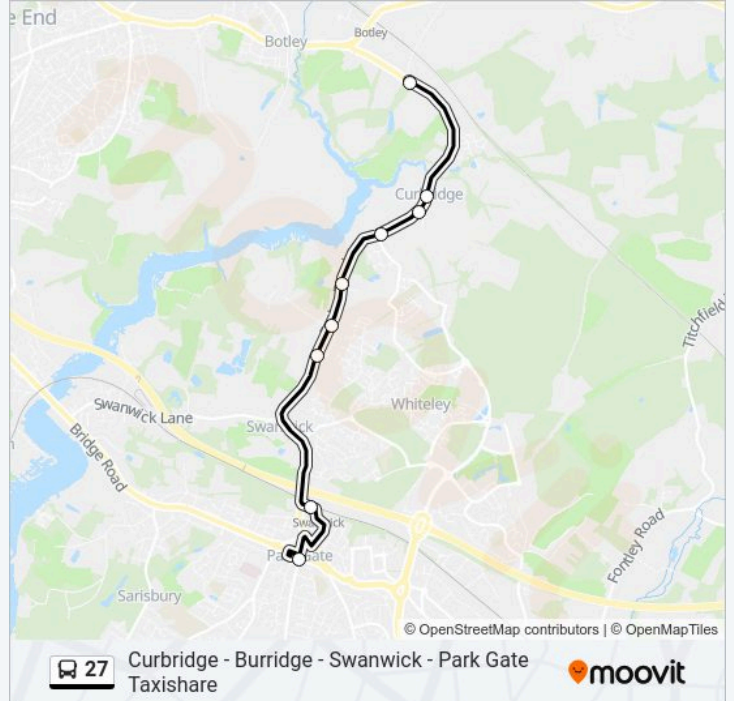 e End
Botley
Botley
Curbridge
Titchfield
Whiteley
Swanwick Lane
Swanwick
Bridge Road
Swanwick
Park Gate
Fontley Road
Sarisbury
© OpenStreetMap contributors | © OpenMapTiles
27
Curbridge - Burridge - Swanwick - Park Gate
Taxishare
moovit